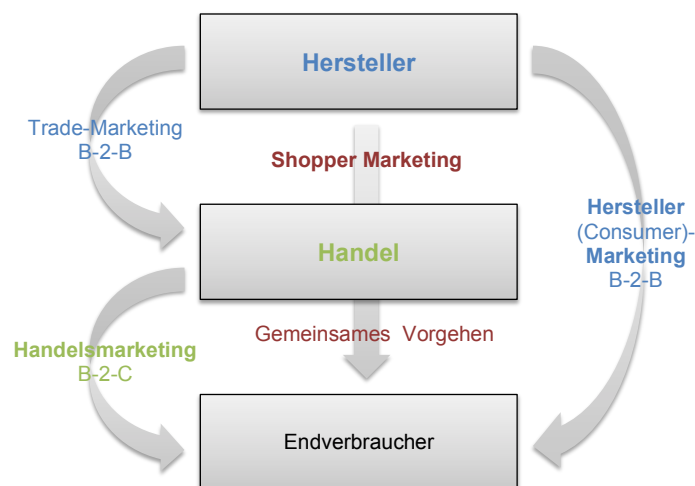 Hersteller
Trade-Marketing
B-2-B
Shopper Marketing
Hersteller
(Consumer)-
Marketing
B-2-B
Handel
Gemeinsames Vorgehen
Handelsmarketing
B-2-C
Endverbraucher